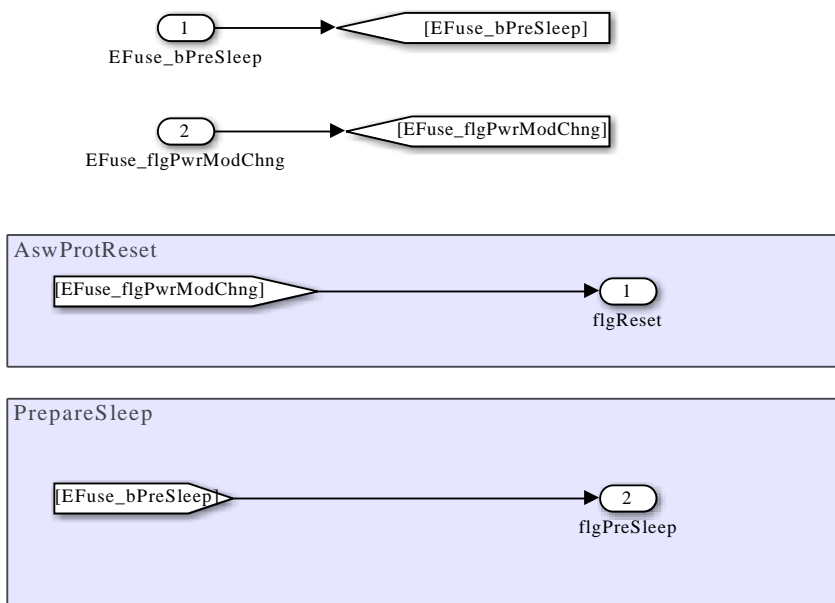 1
[EFuse_bPreSleep]
EFuse_bPreSleep
2
[EFuse_flgPwrModChng]
EFuse_flgPwrModChng
AswProtReset
[EFuse_flgPwrModChng]
1
flgReset
PrepareSleep
[EFuse_bPreSleep]
2
flgPreSleep